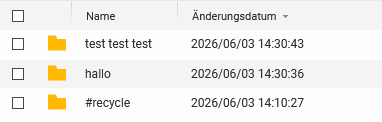 Name Änderungsdatum
test test test 2026/06/03 14:30:43
hallo 2026/06/03 14:30:36
#recycle 2026/06/03 14:10:27